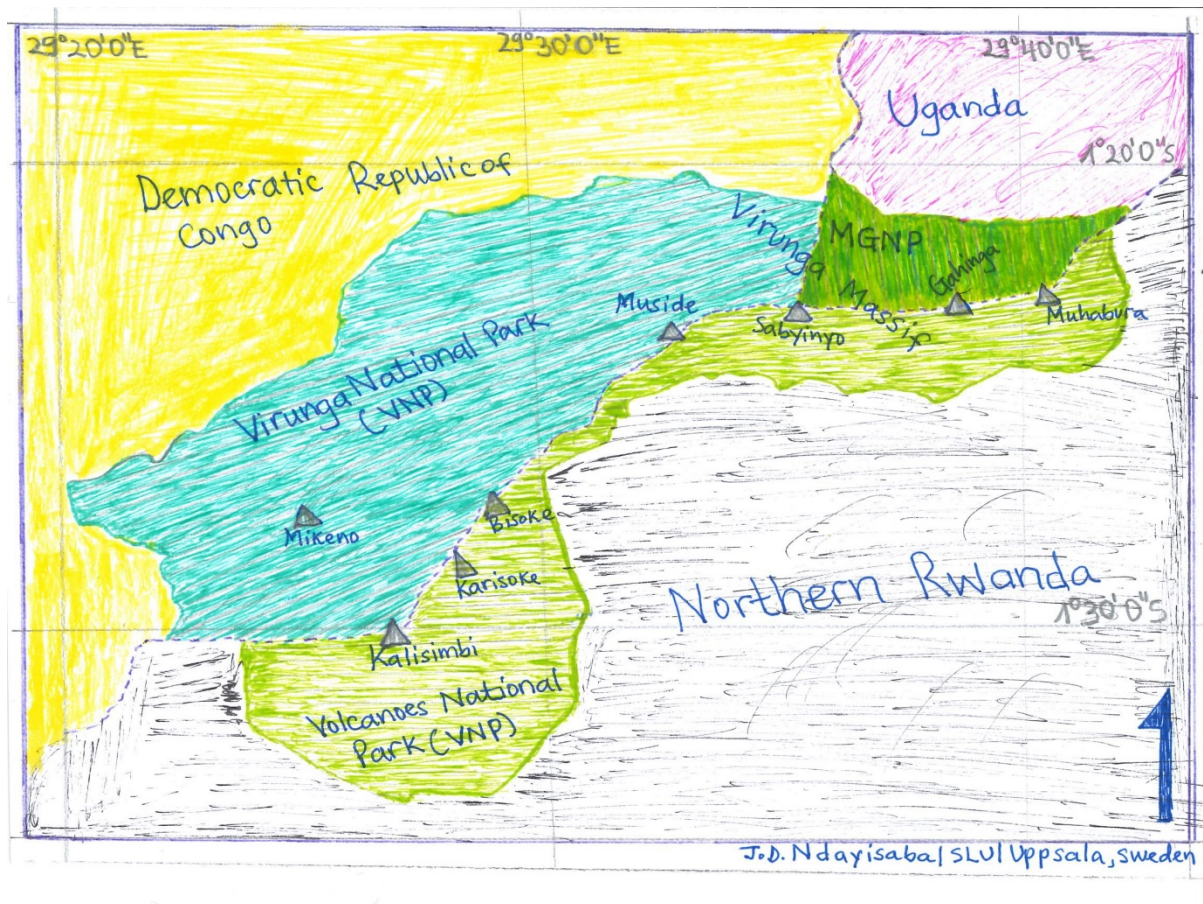 29°20'0"E
29°30'0"E
29°40'0"E
Uganda
1°20'0"S
Democratic Republic of
Congo
Virunga
Massif
MGNP
Gahinga
Muside
Sabyinyo
Muhabura
Virunga National Park
(VNP)
Mikeno
Bisoke
Karisoke
Northern Rwanda
1°30'0"S
Kalisimbi
Volcanoes National
Park (VNP)
1
J.D. Ndayisaba/SLU/Uppsala, Sweden